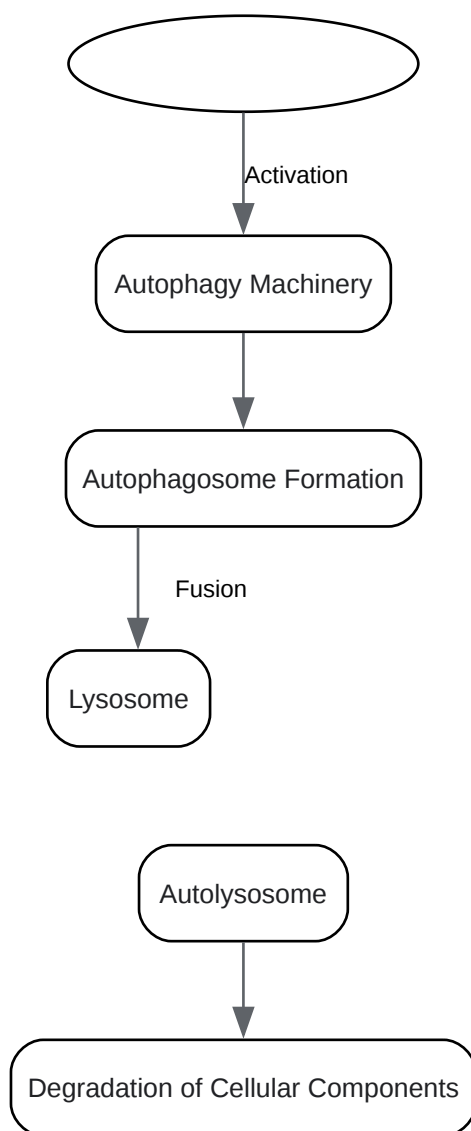 Activation
Autophagy Machinery
Autophagosome Formation
Fusion
Lysosome
Autolysosome
Degradation of Cellular Components